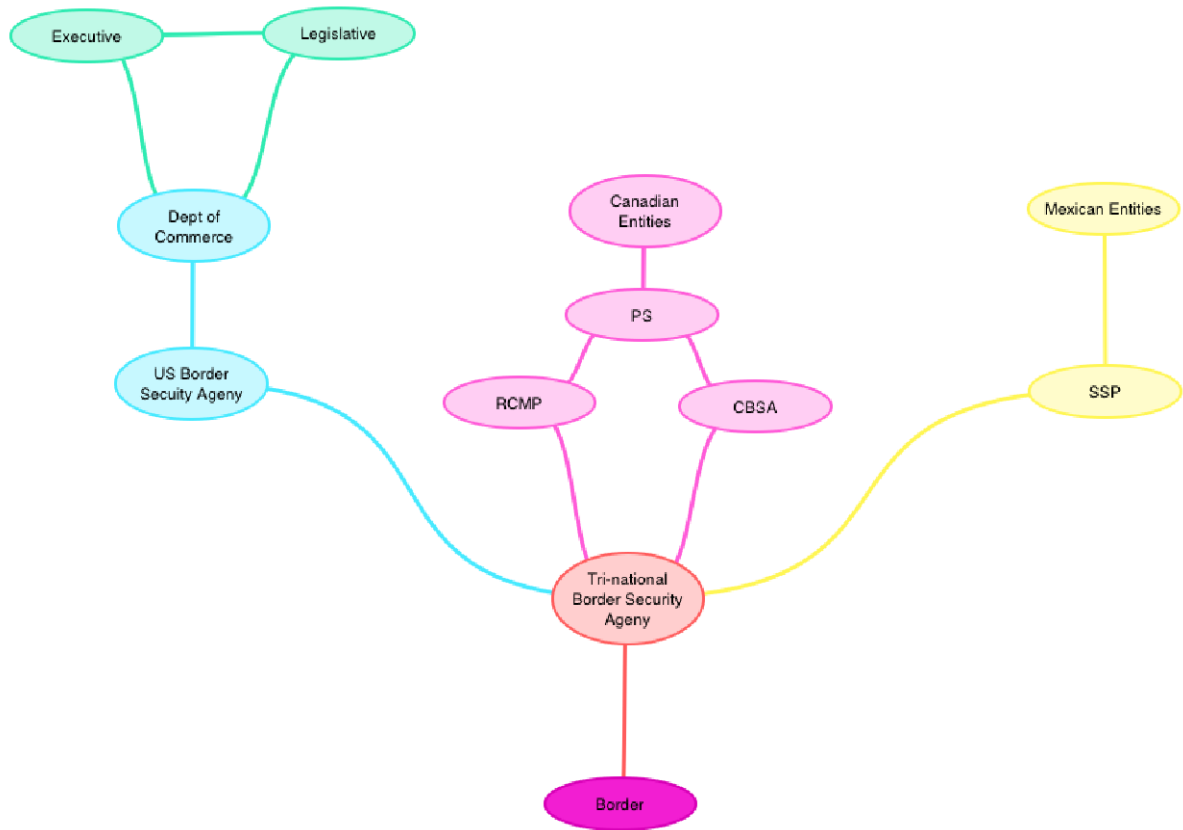 Executive
Legislative
Dept of
Commerce
Canadian
Entities
Mexican Entities
PS
US Border
Secuity Ageny
RCMP
CBSA
SSP
Tri-national
Border Security
Ageny
Border